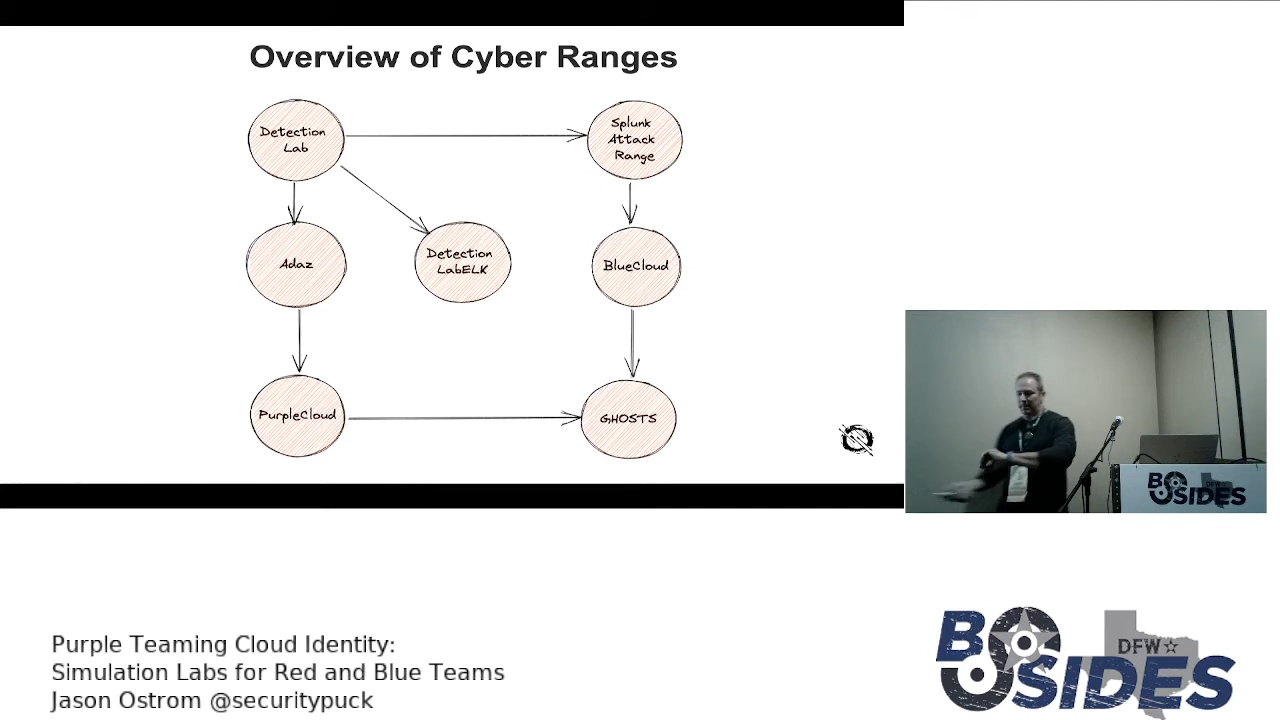 Overview of Cyber Ranges
Detection
Lab
Splunk
Attack
Range
Adaz
Detection
LabELK
BlueCloud
PurpleCloud
GHOSTS
BSIDES
DFW
Purple Teaming Cloud Identity:
Simulation Labs for Red and Blue Teams
Jason Ostrom @securitypuck
BSIDES
DFW